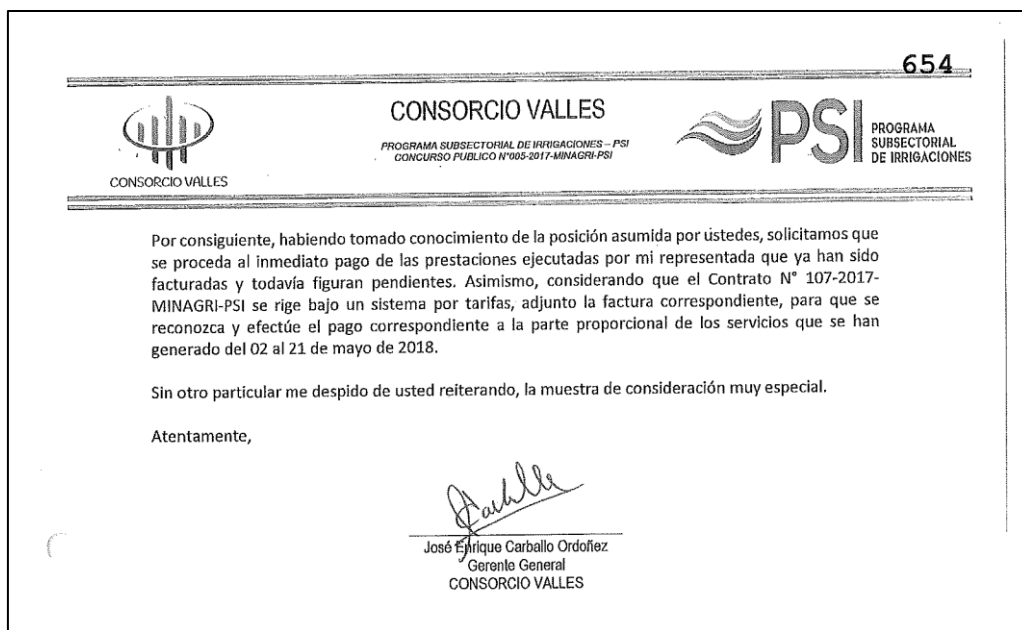 654
CONSORCIO VALLES
CONSORCIO VALLES
PROGRAMA SUBSECTORIAL DE IRRIGACIONES – PSI
CONCURSO PUBLICO N°005-2017-MINAGRI-PSI
PSI
PROGRAMA
SUBSECTORIAL
DE IRRIGACIONES
Por consiguiente, habiendo tomado conocimiento de la posición asumida por ustedes, solicitamos que
se proceda al inmediato pago de las prestaciones ejecutadas por mi representada que ya han sido
facturadas y todavía figuran pendientes. Asimismo, considerando que el Contrato N° 107-2017-
MINAGRI-PSI se rige bajo un sistema por tarifas, adjunto la factura correspondiente, para que se
reconozca y efectúe el pago correspondiente a la parte proporcional de los servicios que se han
generado del 02 al 21 de mayo de 2018.
Sin otro particular me despido de usted reiterando, la muestra de consideración muy especial.
Atentamente,
José Enrique Carballo Ordoñez
Gerente General
CONSORCIO VALLES